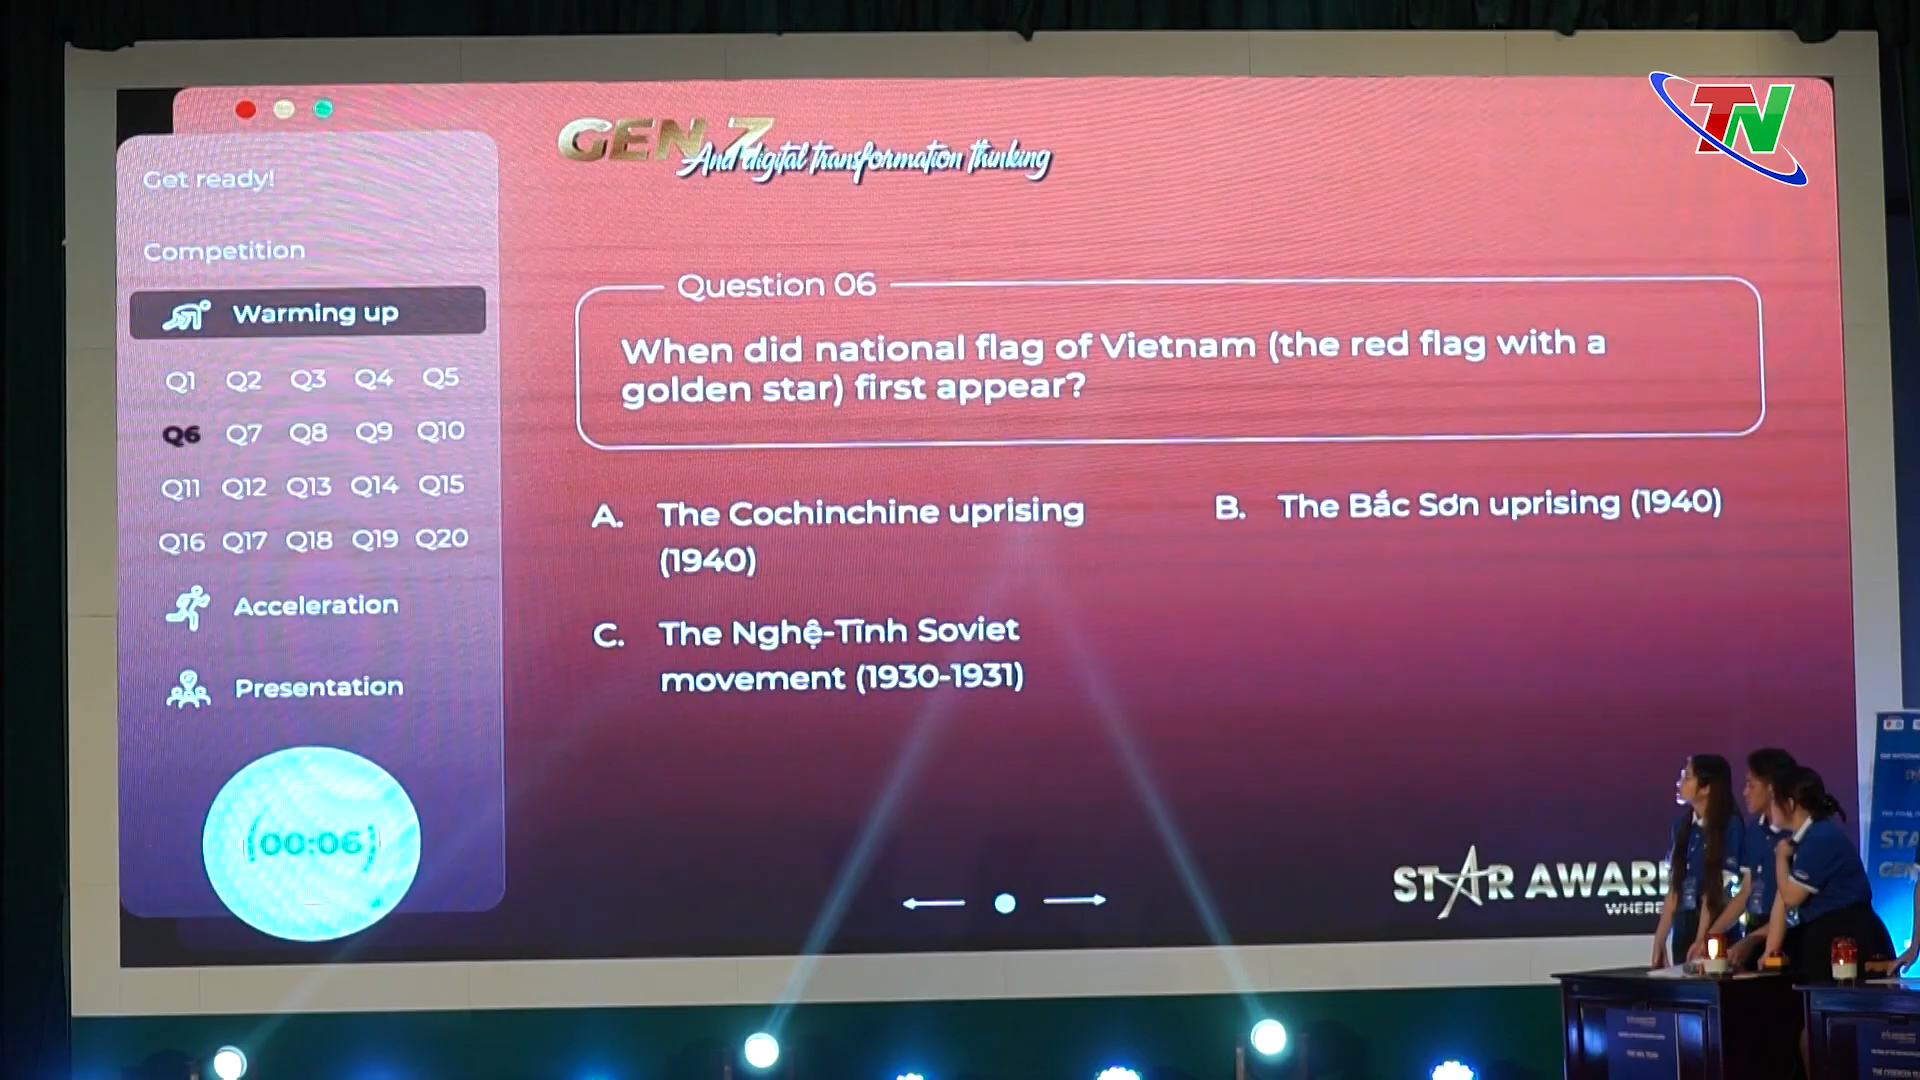 TN
GEN Z
And digital transformation thinking
Get ready!
Competition
Warming up
Q1 Q2 Q3 Q4 Q5
Q6 Q7 Q8 Q9 Q10
Q11 Q12 Q13 Q14 Q15
Q16 Q17 Q18 Q19 Q20
Acceleration
Presentation
00:06
Question 06
When did national flag of Vietnam (the red flag with a
golden star) first appear?
A. The Cochinchine uprising
(1940)
B. The Bắc Sơn uprising (1940)
C. The Nghệ-Tĩnh Soviet
movement (1930-1931)
STAR AWAR
WHERE
STA
GEN